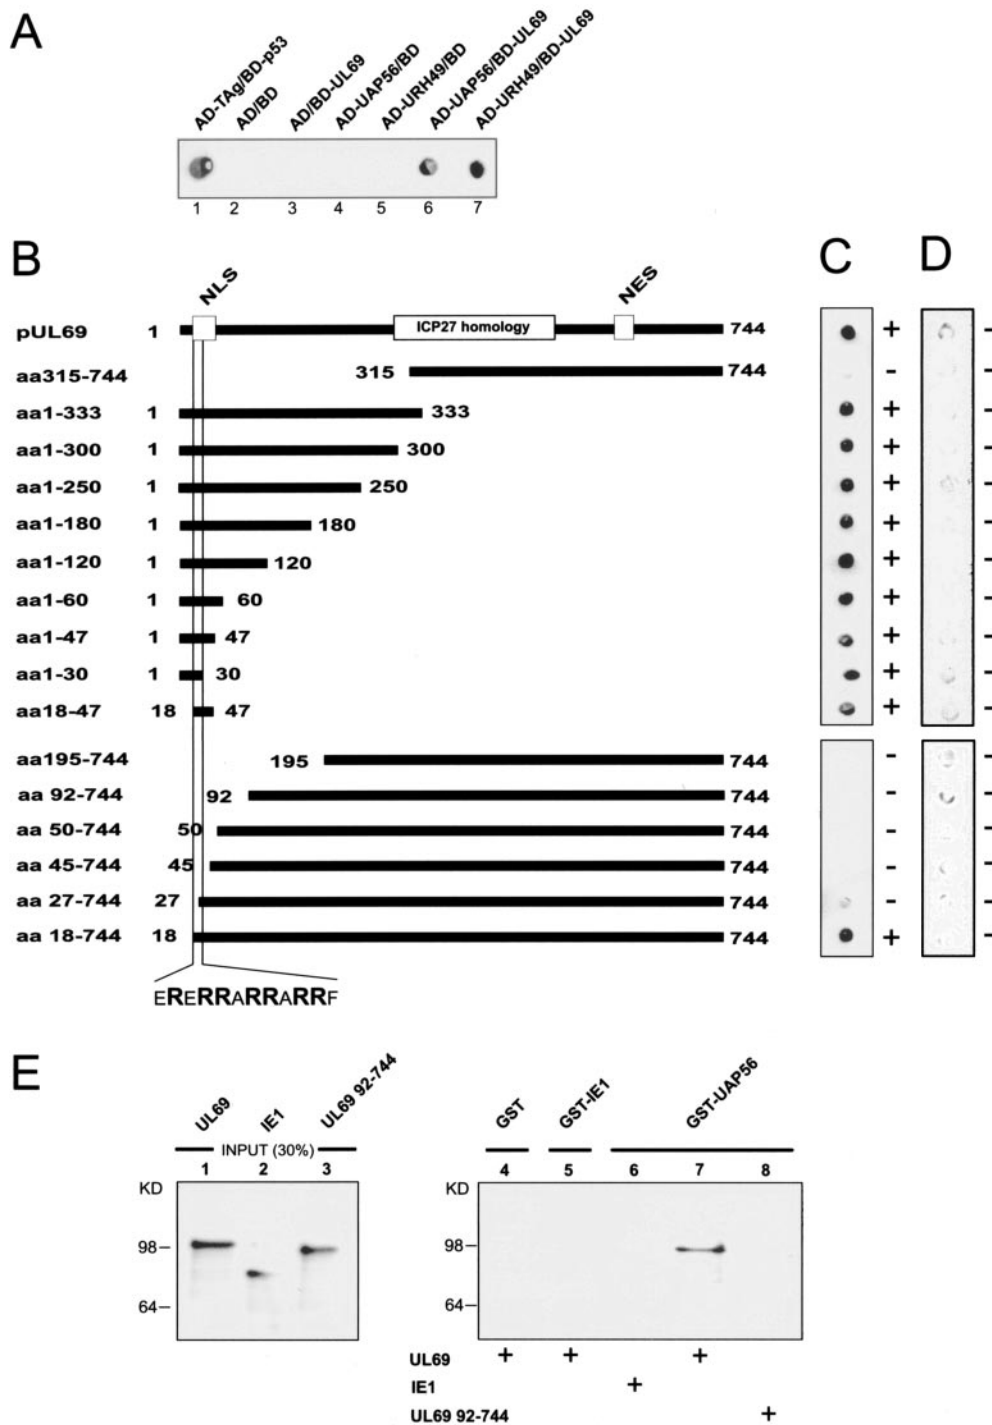 A
AD-TAg/BD-p53
AD/BD
AD/BD-UL69
AD-UAP56/BD
AD-URH49/BD
AD-UAP56/BD-UL69
AD-URH49/BD-UL69
1 2 3 4 5 6 7
B
C
D
NLS
NES
pUL69 1 ICP27 homology 744 + -
aa315-744 315 744 - -
aa1-333 1 333 + -
aa1-300 1 300 + -
aa1-250 1 250 + -
aa1-180 1 180 + -
aa1-120 1 120 + -
aa1-60 1 60 + -
aa1-47 1 47 + -
aa1-30 1 30 + -
aa18-47 18 47 + -
aa195-744 195 744 - -
aa 92-744 92 744 - -
aa 50-744 50 744 - -
aa 45-744 45 744 - -
aa 27-744 27 744 - -
aa 18-744 18 744 + -
ERERRARRARRF
E
UL69
IE1
UL69 92-744
INPUT (30%)
1 2 3
KD
98
64
GST
GST-IE1
GST-UAP56
4 5 6 7 8
KD
98
64
UL69 + + +
IE1 +
UL69 92-744 +